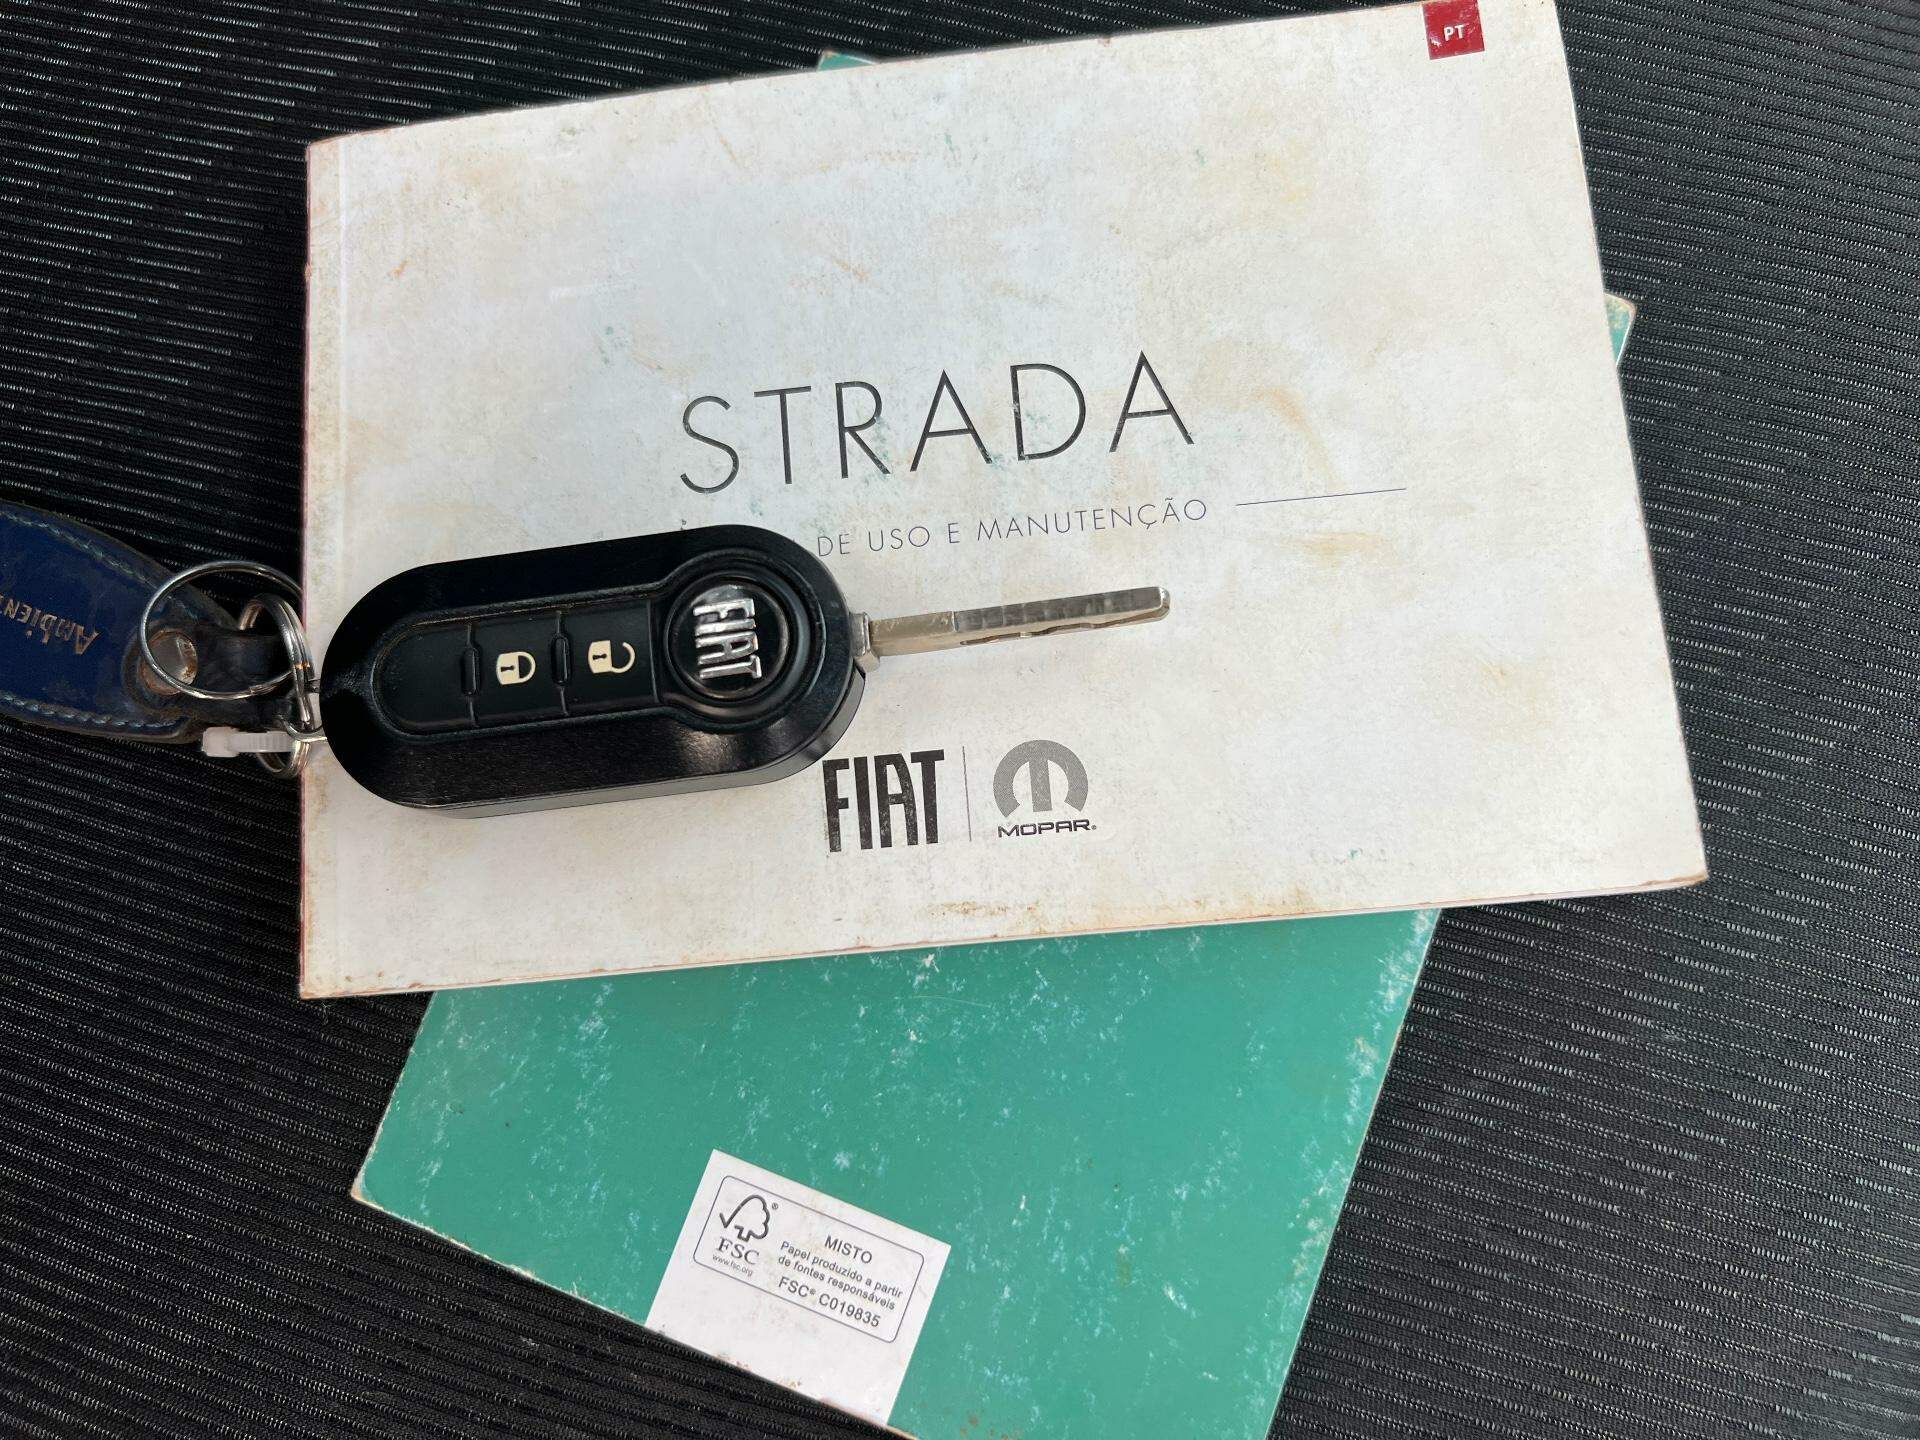 PT
STRADA
DE USO E MANUTENÇÃO
FIAT
FIAT
MOPAR®
FSC®
www.fsc.org
MISTO
Papel produzido a partir
de fontes responsáveis
FSC® C019835